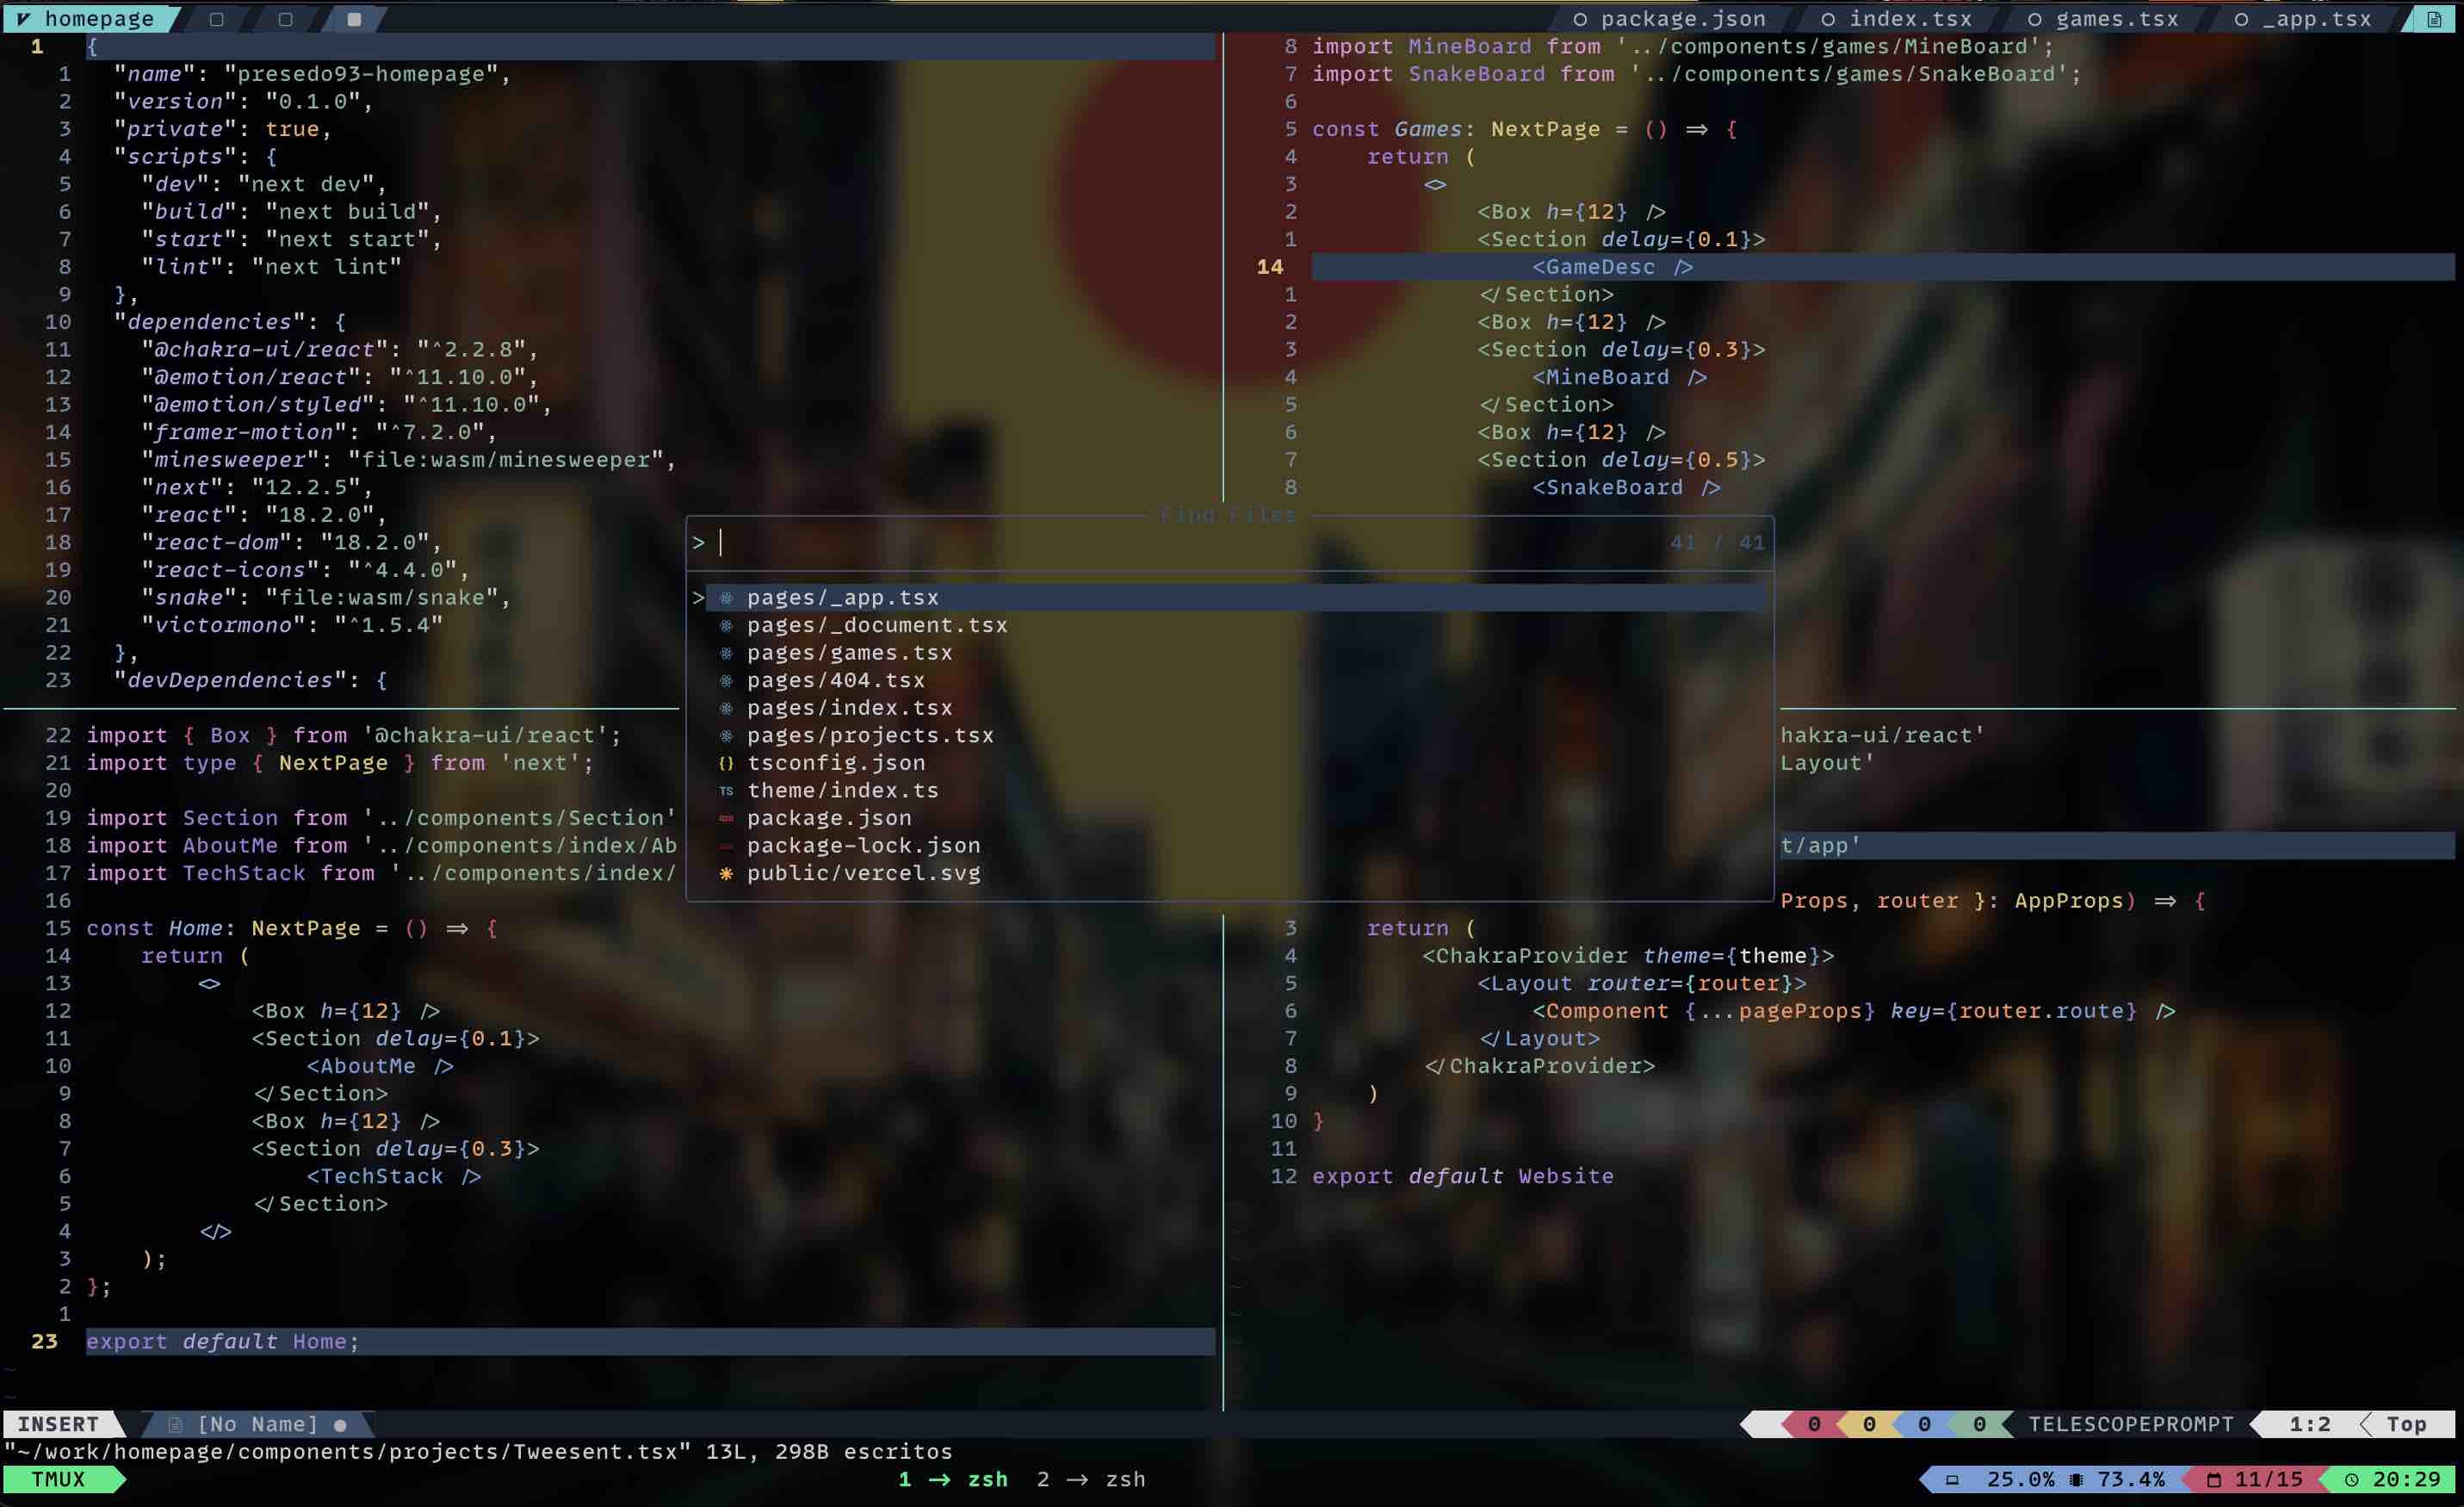 homepage
package.json index.tsx games.tsx _app.tsx
1 {
1 "name": "presedo93-homepage",
2 "version": "0.1.0",
3 "private": true,
4 "scripts": {
5 "dev": "next dev",
6 "build": "next build",
7 "start": "next start",
8 "lint": "next lint"
9 },
10 "dependencies": {
11 "@chakra-ui/react": "^2.2.8",
12 "@emotion/react": "^11.10.0",
13 "@emotion/styled": "^11.10.0",
14 "framer-motion": "^7.2.0",
15 "minesweeper": "file:wasm/minesweeper",
16 "next": "12.2.5",
17 "react": "18.2.0",
18 "react-dom": "18.2.0",
19 "react-icons": "^4.4.0",
20 "snake": "file:wasm/snake",
21 "victormono": "^1.5.4"
22 },
23 "devDependencies": {
8 import MineBoard from '../components/games/MineBoard';
7 import SnakeBoard from '../components/games/SnakeBoard';
6
5 const Games: NextPage = () => {
4 return (
3 <>
2 <Box h={12} />
1 <Section delay={0.1}>
14 <GameDesc />
1 </Section>
2 <Box h={12} />
3 <Section delay={0.3}>
4 <MineBoard />
5 </Section>
6 <Box h={12} />
7 <Section delay={0.5}>
8 <SnakeBoard />
Find Files
> 41 / 41
> pages/_app.tsx
pages/_document.tsx
pages/games.tsx
pages/404.tsx
pages/index.tsx
pages/projects.tsx
{} tsconfig.json
TS theme/index.ts
package.json
package-lock.json
public/vercel.svg
22 import { Box } from '@chakra-ui/react';
21 import type { NextPage } from 'next';
20
19 import Section from '../components/Section'
18 import AboutMe from '../components/index/Ab
17 import TechStack from '../components/index/
16
15 const Home: NextPage = () => {
14 return (
13 <>
12 <Box h={12} />
11 <Section delay={0.1}>
10 <AboutMe />
9 </Section>
8 <Box h={12} />
7 <Section delay={0.3}>
6 <TechStack />
5 </Section>
4 </>
3 );
2 };
1
23 export default Home;
~
~
hakra-ui/react'
Layout'
t/app'
Props, router }: AppProps) => {
3 return (
4 <ChakraProvider theme={theme}>
5 <Layout router={router}>
6 <Component {...pageProps} key={router.route} />
7 </Layout>
8 </ChakraProvider>
9 )
10 }
11
12 export default Website
INSERT [No Name] ●
0 0 0 0 TELESCOPEPROMPT 1:2 Top
"~/work/homepage/components/projects/Tweesent.tsx" 13L, 298B escritos
TMUX 1 → zsh 2 → zsh 25.0% 73.4% 11/15 20:29